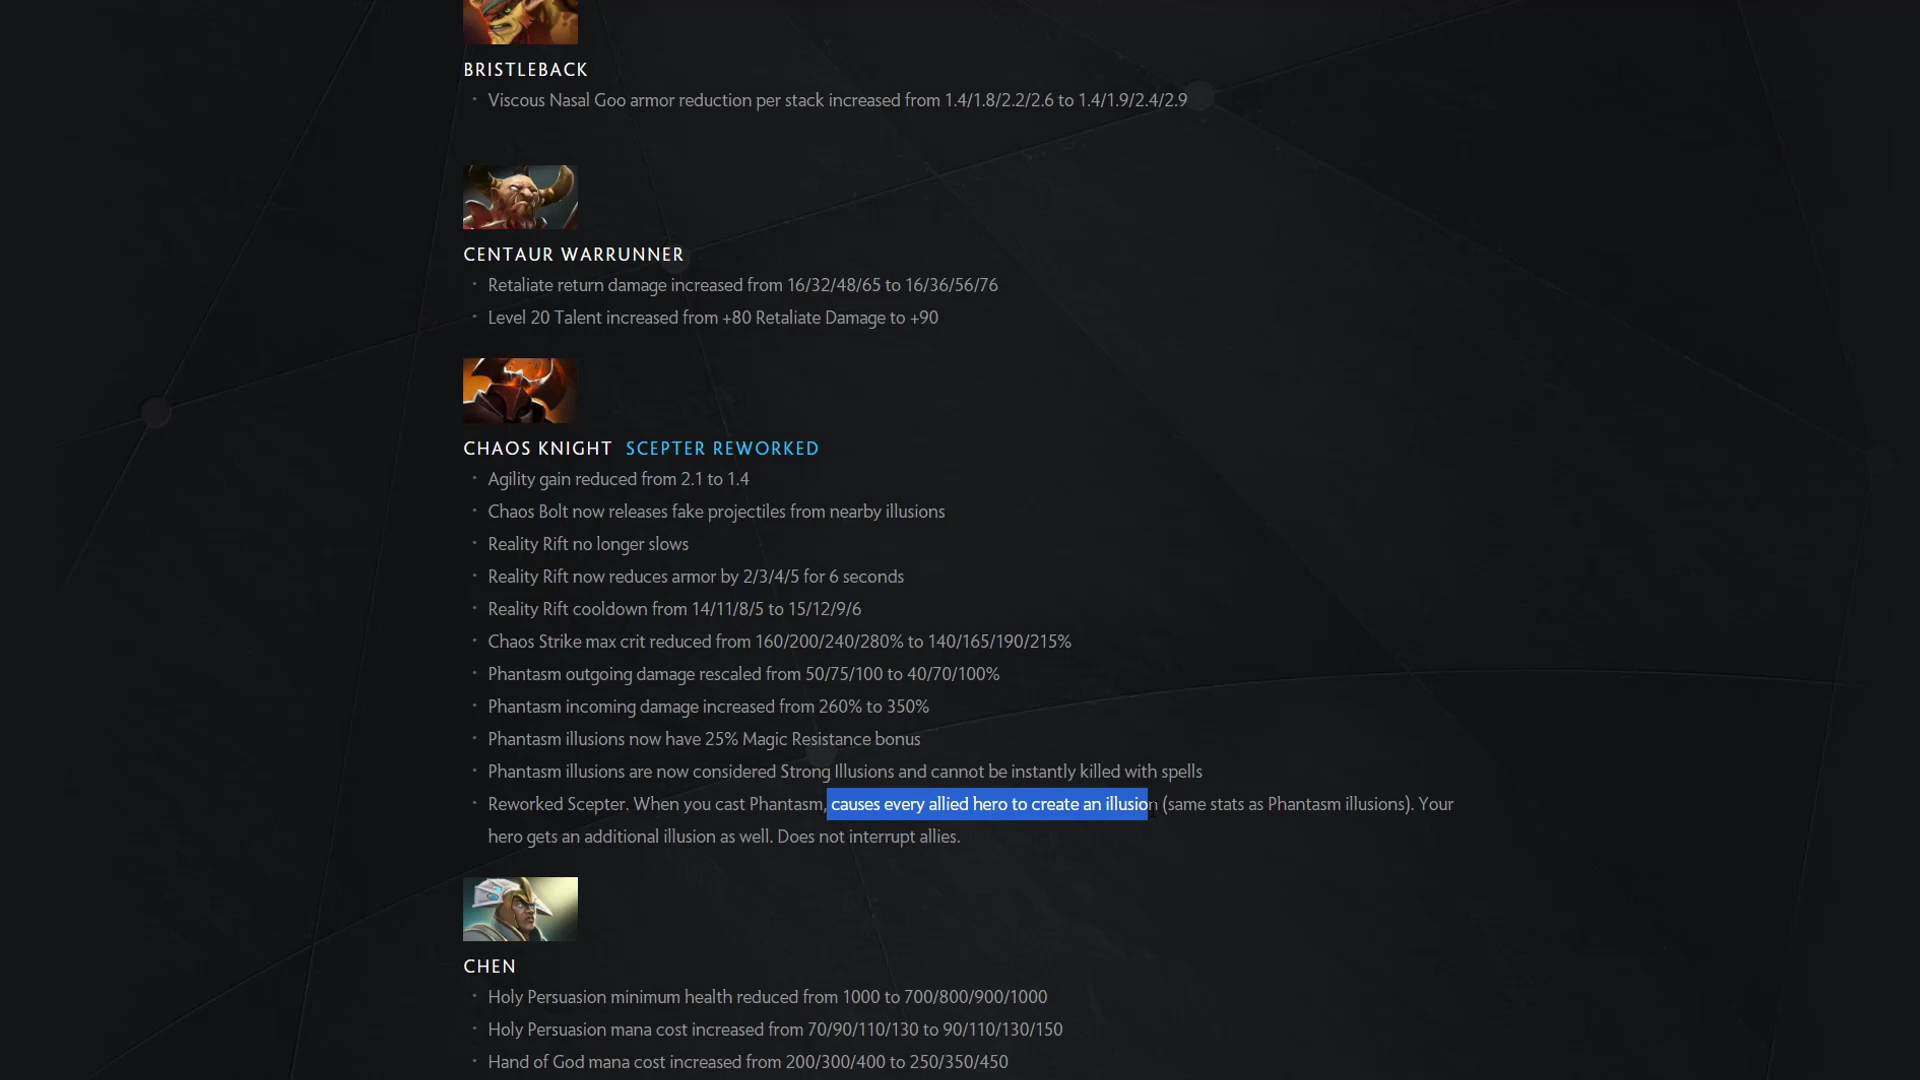 BRISTLEBACK
· Viscous Nasal Goo armor reduction per stack increased from 1.4/1.8/2.2/2.6 to 1.4/1.9/2.4/2.9
CENTAUR WARRUNNER
· Retaliate return damage increased from 16/32/48/65 to 16/36/56/76
· Level 20 Talent increased from +80 Retaliate Damage to +90
CHAOS KNIGHT SCEPTER REWORKED
· Agility gain reduced from 2.1 to 1.4
· Chaos Bolt now releases fake projectiles from nearby illusions
· Reality Rift no longer slows
· Reality Rift now reduces armor by 2/3/4/5 for 6 seconds
· Reality Rift cooldown from 14/11/8/5 to 15/12/9/6
· Chaos Strike max crit reduced from 160/200/240/280% to 140/165/190/215%
· Phantasm outgoing damage rescaled from 50/75/100 to 40/70/100%
· Phantasm incoming damage increased from 260% to 350%
· Phantasm illusions now have 25% Magic Resistance bonus
· Phantasm illusions are now considered Strong Illusions and cannot be instantly killed with spells
· Reworked Scepter. When you cast Phantasm, causes every allied hero to create an illusion (same stats as Phantasm illusions). Your
hero gets an additional illusion as well. Does not interrupt allies.
CHEN
· Holy Persuasion minimum health reduced from 1000 to 700/800/900/1000
· Holy Persuasion mana cost increased from 70/90/110/130 to 90/110/130/150
· Hand of God mana cost increased from 200/300/400 to 250/350/450